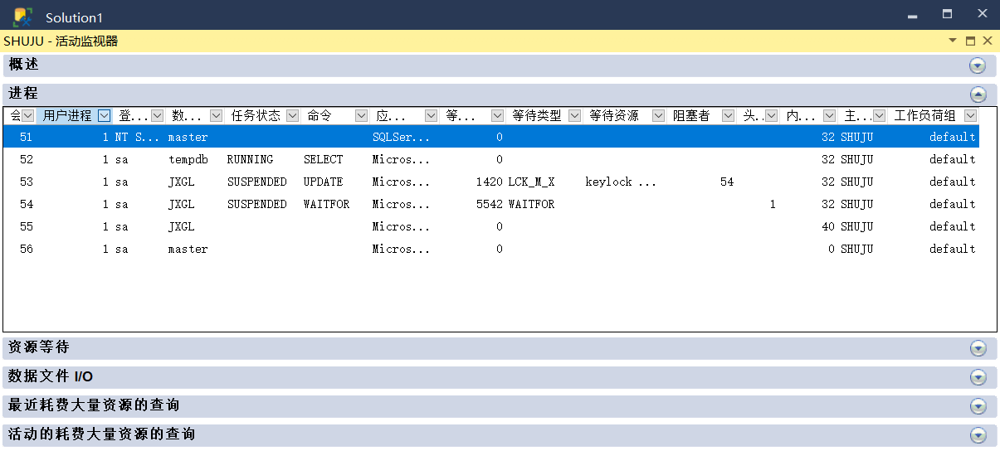 Solution1
SHUJU - 活动监视器
概述
进程
会 用户进程 登... 数... 任务状态 命令 应... 等... 等待类型 等待资源 阻塞者 头... 内... 主... 工作负荷组
51 1 NT S... master SQLSer... 0 32 SHUJU default
52 1 sa tempdb RUNNING SELECT Micros... 0 32 SHUJU default
53 1 sa JXGL SUSPENDED UPDATE Micros... 1420 LCK_M_X keylock ... 54 32 SHUJU default
54 1 sa JXGL SUSPENDED WAITFOR Micros... 5542 WAITFOR 1 32 SHUJU default
55 1 sa JXGL Micros... 0 40 SHUJU default
56 1 sa master Micros... 0 0 SHUJU default
资源等待
数据文件 I/O
最近耗费大量资源的查询
活动的耗费大量资源的查询